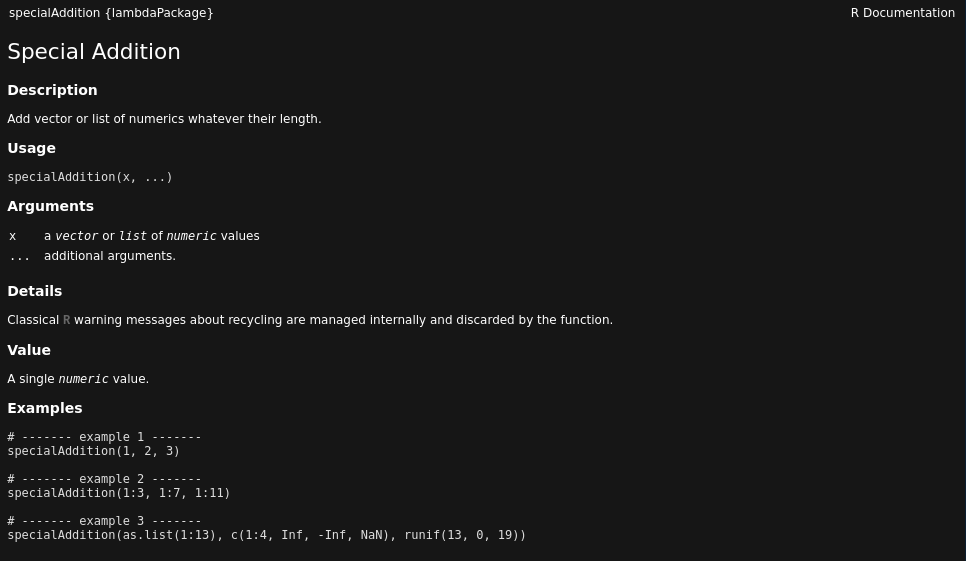 specialAddition {lambdaPackage} R Documentation
Special Addition
Description
Add vector or list of numerics whatever their length.
Usage
specialAddition(x, ...)
Arguments
x a vector or list of numeric values
... additional arguments.
Details
Classical R warning messages about recycling are managed internally and discarded by the function.
Value
A single numeric value.
Examples
# ------- example 1 -------
specialAddition(1, 2, 3)
# ------- example 2 -------
specialAddition(1:3, 1:7, 1:11)
# ------- example 3 -------
specialAddition(as.list(1:13), c(1:4, Inf, -Inf, NaN), runif(13, 0, 19))